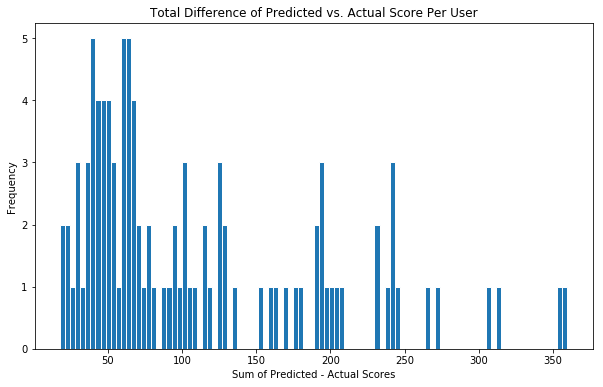 Total Difference of Predicted vs. Actual Score Per User
5
4
3
2
1
0
Frequency
50 100 150 200 250 300 350
Sum of Predicted - Actual Scores